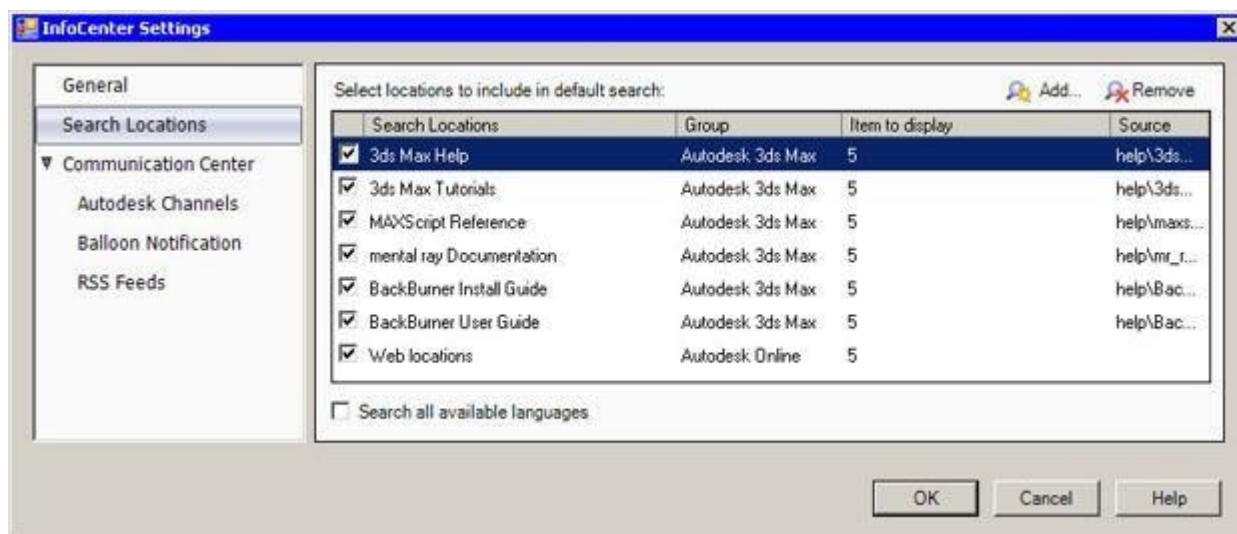 InfoCenter Settings
General
Search Locations
Communication Center
Autodesk Channels
Balloon Notification
RSS Feeds
Select locations to include in default search: Add... Remove
Search Locations Group Item to display Source
3ds Max Help Autodesk 3ds Max 5 help\3ds...
3ds Max Tutorials Autodesk 3ds Max 5 help\3ds...
MAXScript Reference Autodesk 3ds Max 5 help\maxs...
mental ray Documentation Autodesk 3ds Max 5 help\mr_r...
BackBurner Install Guide Autodesk 3ds Max 5 help\Bac...
BackBurner User Guide Autodesk 3ds Max 5 help\Bac...
Web locations Autodesk Online 5
Search all available languages
OK Cancel Help